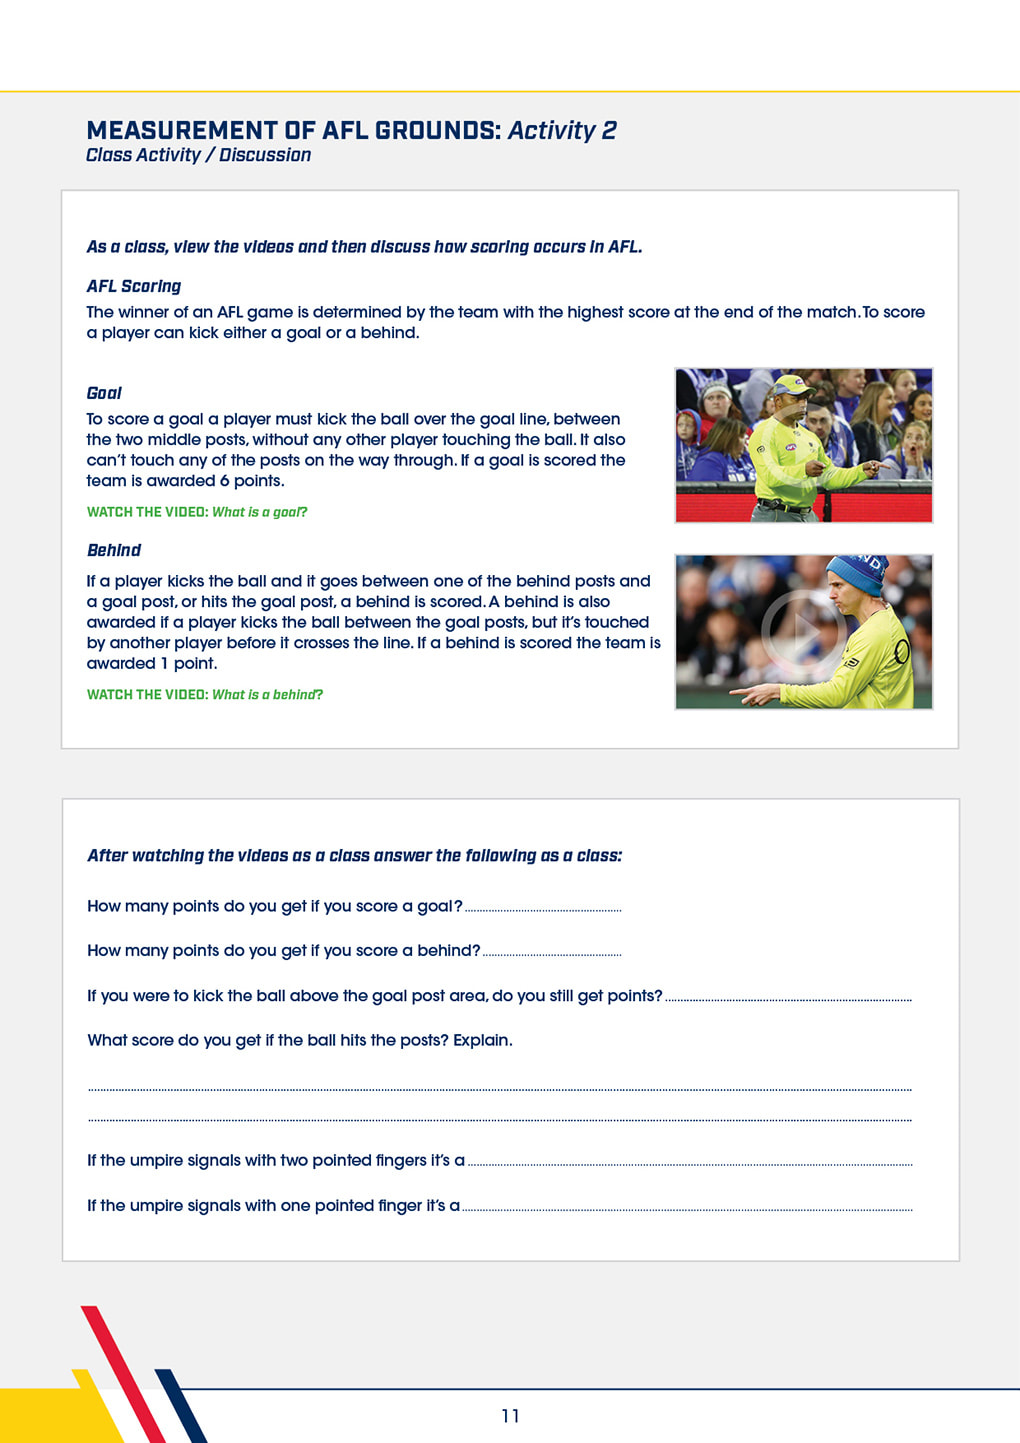 MEASUREMENT OF AFL GROUNDS: Activity 2
Class Activity / Discussion
As a class, view the videos and then discuss how scoring occurs in AFL.
AFL Scoring
The winner of an AFL game is determined by the team with the highest score at the end of the match. To score
a player can kick either a goal or a behind.
Goal
To score a goal a player must kick the ball over the goal line, between
the two middle posts, without any other player touching the ball. It also
can't touch any of the posts on the way through. If a goal is scored the
team is awarded 6 points.
WATCH THE VIDEO: What is a goal?
Behind
If a player kicks the ball and it goes between one of the behind posts and
a goal post, or hits the goal post, a behind is scored. A behind is also
awarded if a player kicks the ball between the goal posts, but it's touched
by another player before it crosses the line. If a behind is scored the team is
awarded 1 point.
WATCH THE VIDEO: What is a behind?
After watching the videos as a class answer the following as a class:
How many points do you get if you score a goal?
How many points do you get if you score a behind?
If you were to kick the ball above the goal post area, do you still get points?
What score do you get if the ball hits the posts? Explain.
If the umpire signals with two pointed fingers it's a
If the umpire signals with one pointed finger it's a
11